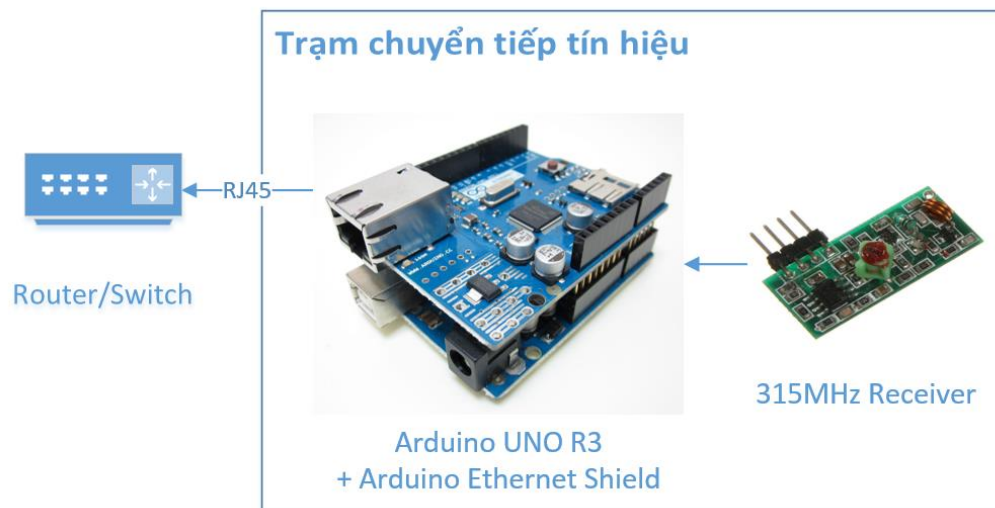 Trạm chuyển tiếp tín hiệu
RJ45
Router/Switch
315MHz Receiver
Arduino UNO R3
+ Arduino Ethernet Shield